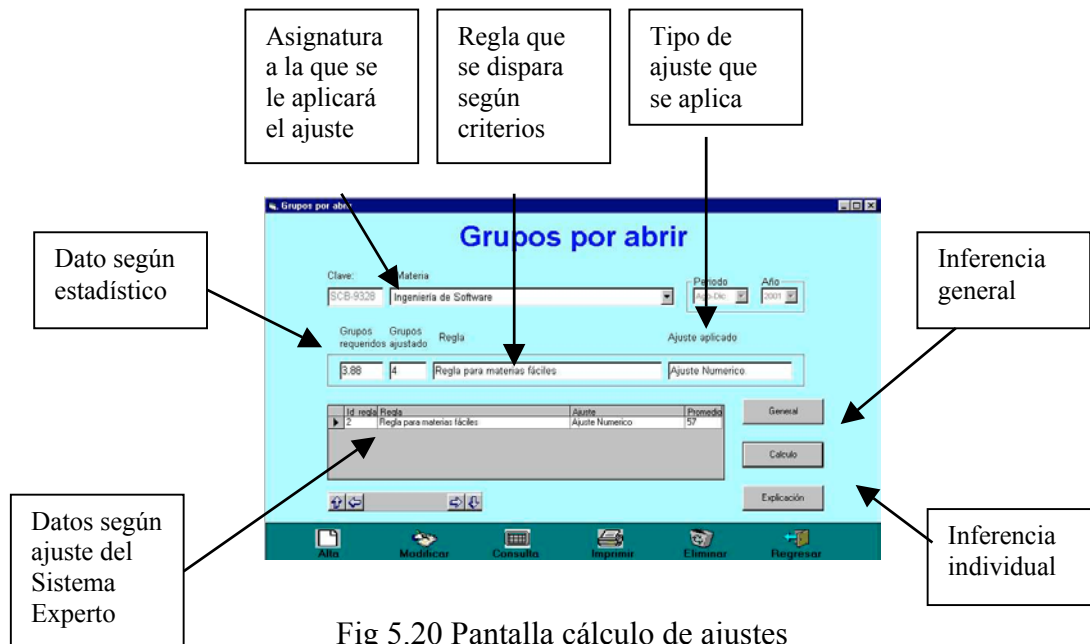 Asignatura
a la que se
le aplicará
el ajuste
Regla que
se dispara
según
criterios
Tipo de
ajuste que
se aplica
Dato según
estadístico
Inferencia
general
Datos según
ajuste del
Sistema
Experto
Inferencia
individual
Grupos por abrir
Grupos por abrir
Clave: Materia Periodo Año
SCB-9328 Ingeniería de Software Ago-Dic 2001
Grupos Grupos Regla Ajuste aplicado
requeridos ajustado
3.88 4 Regla para materias fáciles Ajuste Numerico
Id regla Regla Ajuste Promedio
2 Regla para materias fáciles Ajuste Numerico 57
General
Calculo
Explicación
Alta Modificar Consulta Imprimir Eliminar Regresar
Fig 5.20 Pantalla cálculo de ajustes